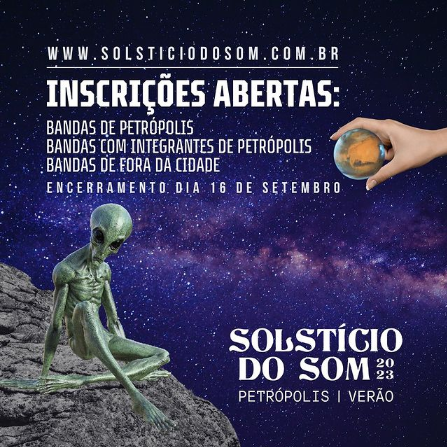 WWW.SOLSTICIODOSOM.COM.BR
INSCRIÇÕES ABERTAS:
BANDAS DE PETRÓPOLIS
BANDAS COM INTEGRANTES DE PETRÓPOLIS
BANDAS DE FORA DA CIDADE
ENCERRAMENTO DIA 16 DE SETEMBRO
SOLSTÍCIO
DO SOM 2023
PETRÓPOLIS | VERÃO